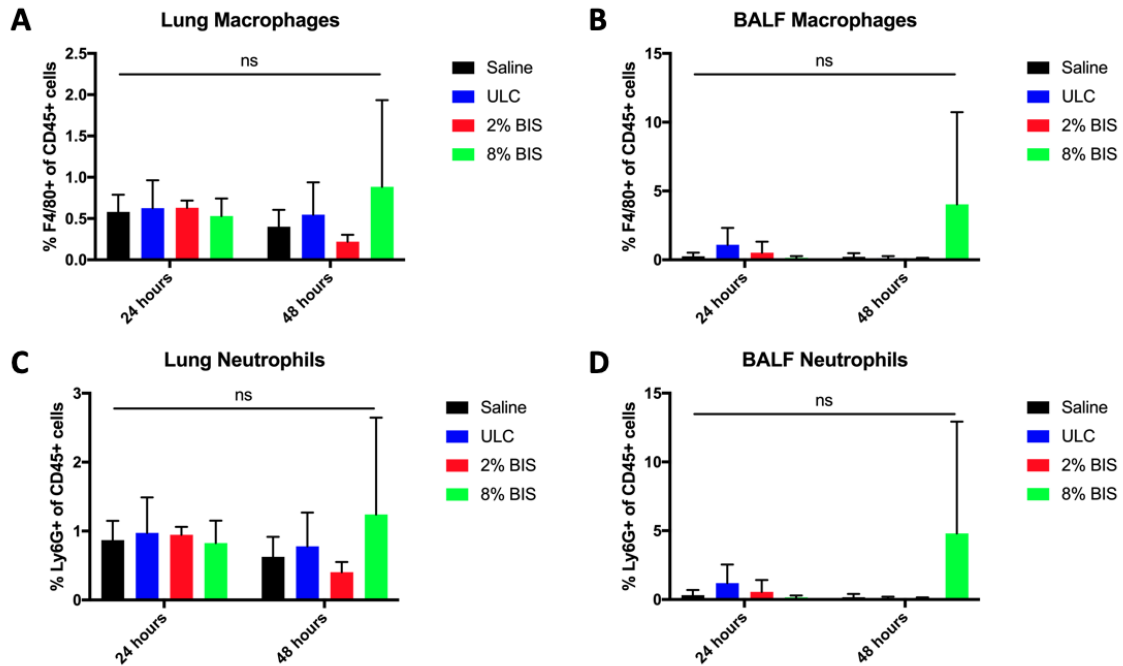 A
Lung Macrophages
% F4/80+ of CD45+ cells
2.5
2.0
1.5
1.0
0.5
0.0
ns
24 hours
48 hours
Saline
ULC
2% BIS
8% BIS
B
BALF Macrophages
% F4/80+ of CD45+ cells
15
10
5
0
ns
24 hours
48 hours
Saline
ULC
2% BIS
8% BIS
C
Lung Neutrophils
% Ly6G+ of CD45+ cells
3
2
1
0
ns
24 hours
48 hours
Saline
ULC
2% BIS
8% BIS
D
BALF Neutrophils
% Ly6G+ of CD45+ cells
15
10
5
0
ns
24 hours
48 hours
Saline
ULC
2% BIS
8% BIS